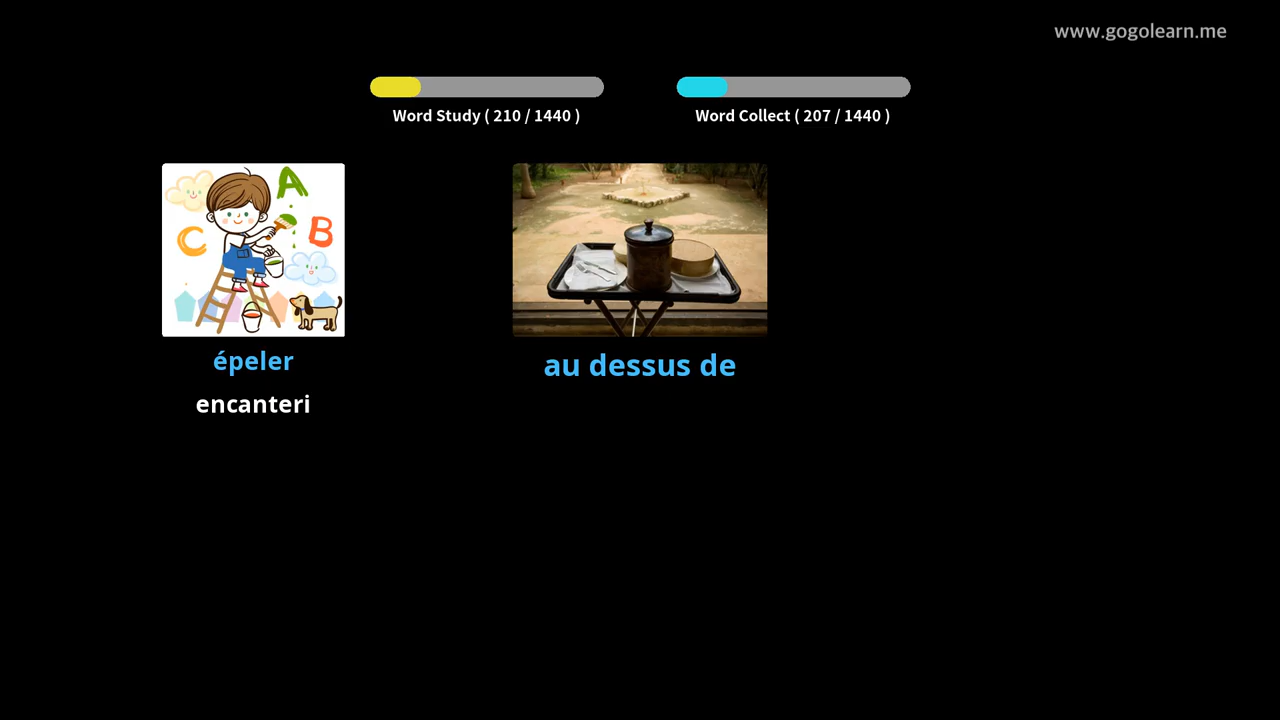 www.gogolearn.me
Word Study ( 210 / 1440 )
Word Collect ( 207 / 1440 )
A
B
C
épeler
encanteri
au dessus de